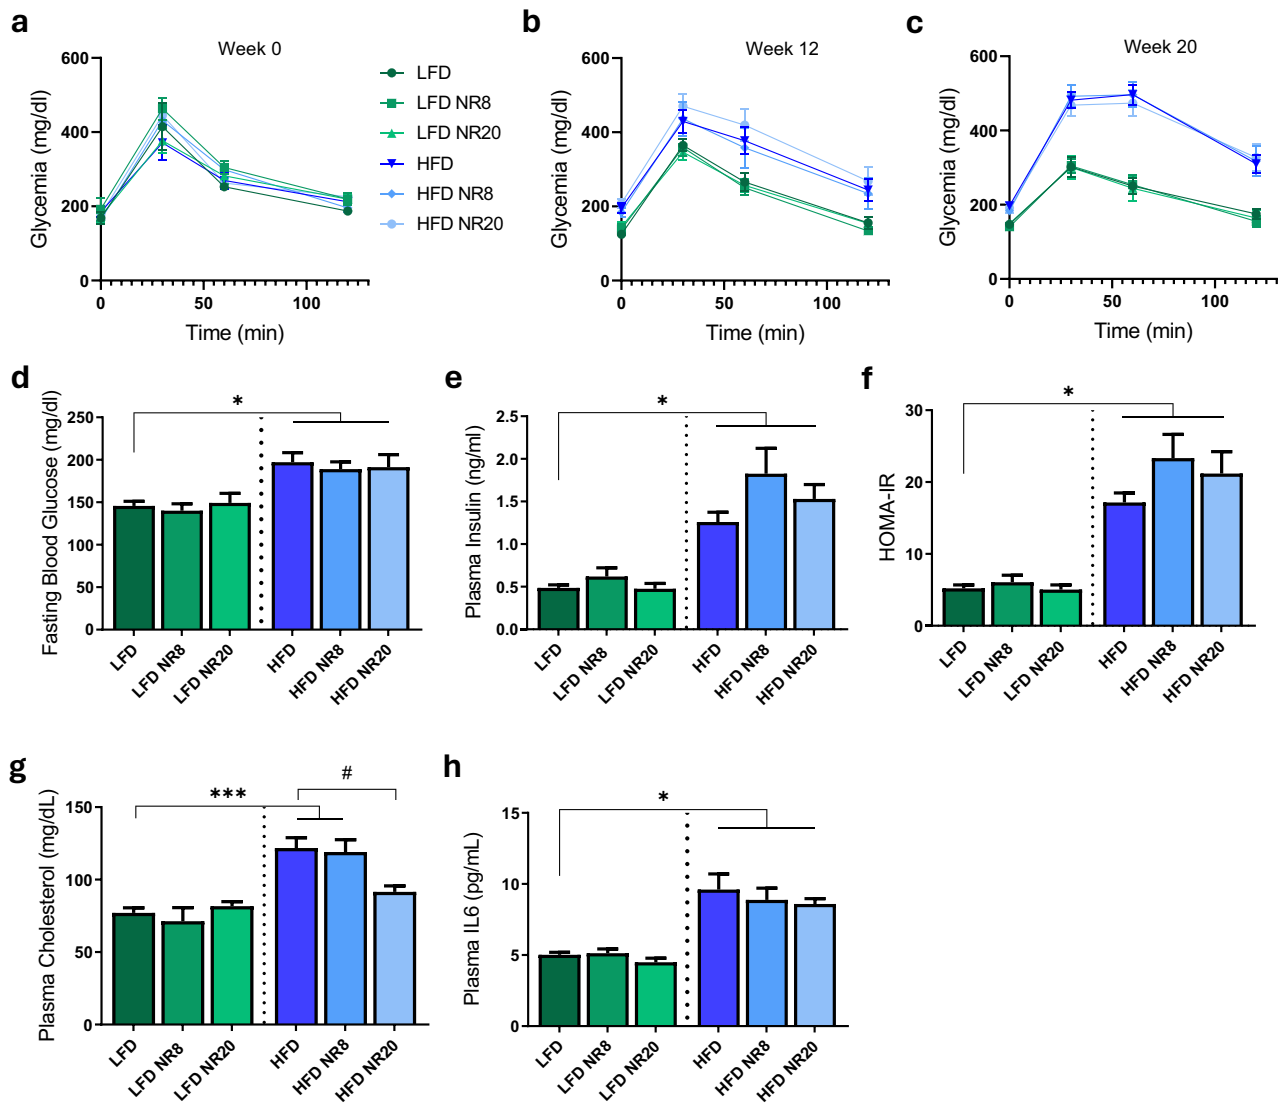 a
Week 0
Glycemia (mg/dl)
600
400
200
0
0
50
100
Time (min)
LFD
LFD NR8
LFD NR20
HFD
HFD NR8
HFD NR20
b
Week 12
Glycemia (mg/dl)
600
400
200
0
0
50
100
Time (min)
c
Week 20
Glycemia (mg/dl)
600
400
200
0
0
50
100
Time (min)
d
Fasting Blood Glucose (mg/dl)
250
200
150
100
50
0
*
LFD
LFD NR8
LFD NR20
HFD
HFD NR8
HFD NR20
e
Plasma Insulin (ng/ml)
2.5
2.0
1.5
1.0
0.5
0.0
*
LFD
LFD NR8
LFD NR20
HFD
HFD NR8
HFD NR20
f
HOMA-IR
30
20
10
0
*
LFD
LFD NR8
LFD NR20
HFD
HFD NR8
HFD NR20
g
Plasma Cholesterol (mg/dL)
150
100
50
0
***
#
LFD
LFD NR8
LFD NR20
HFD
HFD NR8
HFD NR20
h
Plasma IL6 (pg/mL)
15
10
5
0
*
LFD
LFD NR8
LFD NR20
HFD
HFD NR8
HFD NR20